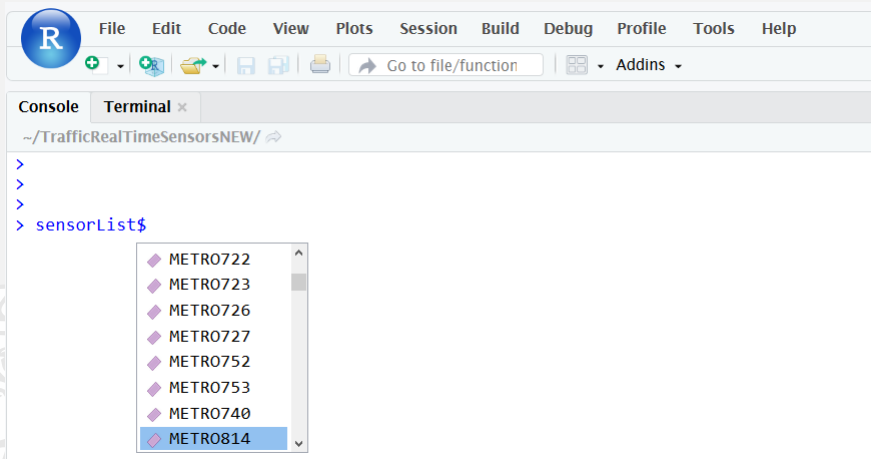 R File Edit Code View Plots Session Build Debug Profile Tools Help
R Go to file/function Addins
Console Terminal ×
~/TrafficRealTimeSensorsNEW/
>
>
>
> sensorList$
METRO722
METRO723
METRO726
METRO727
METRO752
METRO753
METRO740
METRO814